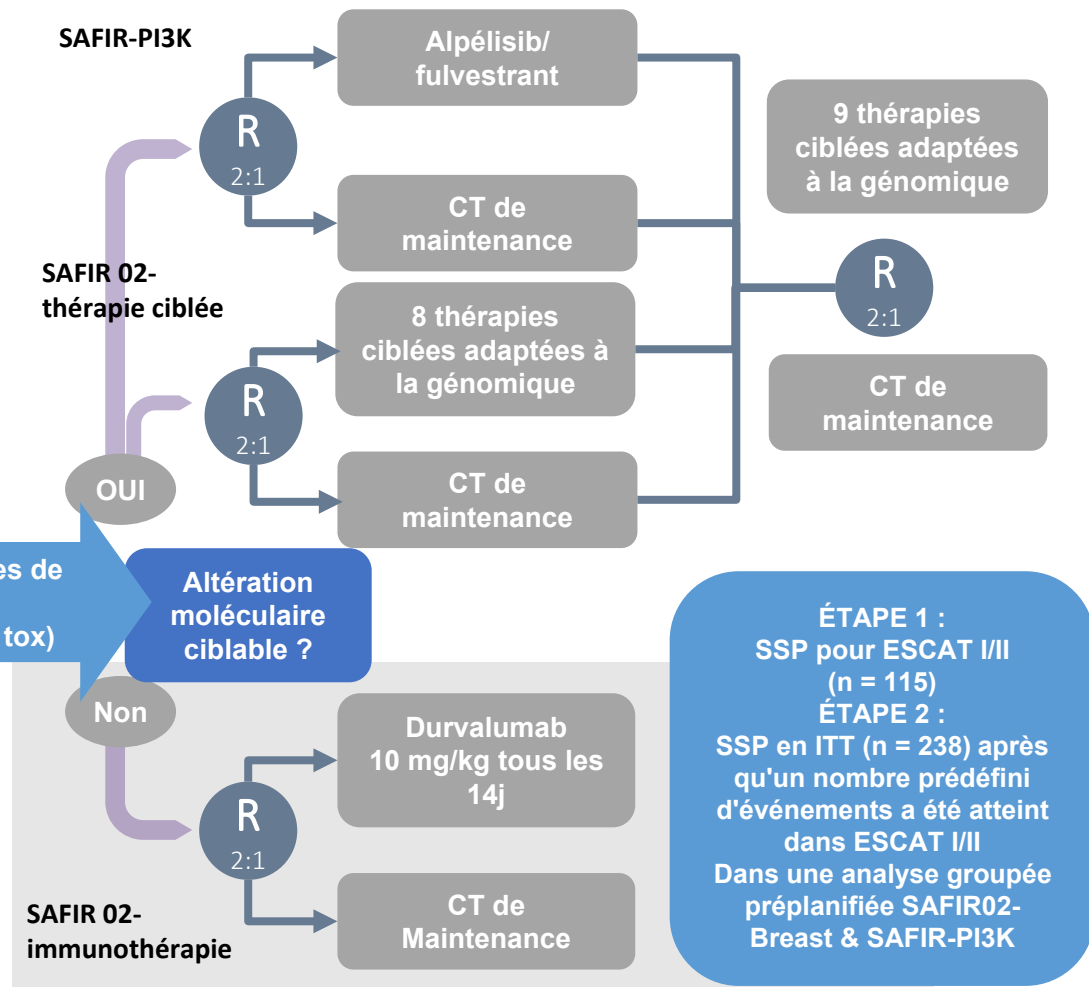 SAFIR-PI3K
Alpélisib/
fulvestrant
R
2:1
CT de
maintenance
9 thérapies
ciblées adaptées
à la génomique
R
2:1
CT de
maintenance
SAFIR 02-
thérapie ciblée
8 thérapies
ciblées adaptées à
la génomique
R
2:1
CT de
maintenance
OUI
es de
tox)
Altération
moléculaire
ciblable ?
Non
Durvalumab
10 mg/kg tous les
14j
R
2:1
CT de
Maintenance
SAFIR 02-
immunothérapie
ÉTAPE 1 :
SSP pour ESCAT I/II
(n = 115)
ÉTAPE 2 :
SSP en ITT (n = 238) après
qu'un nombre prédéfini
d'événements a été atteint
dans ESCAT I/II
Dans une analyse groupée
préplanifiée SAFIR02-
Breast & SAFIR-PI3K